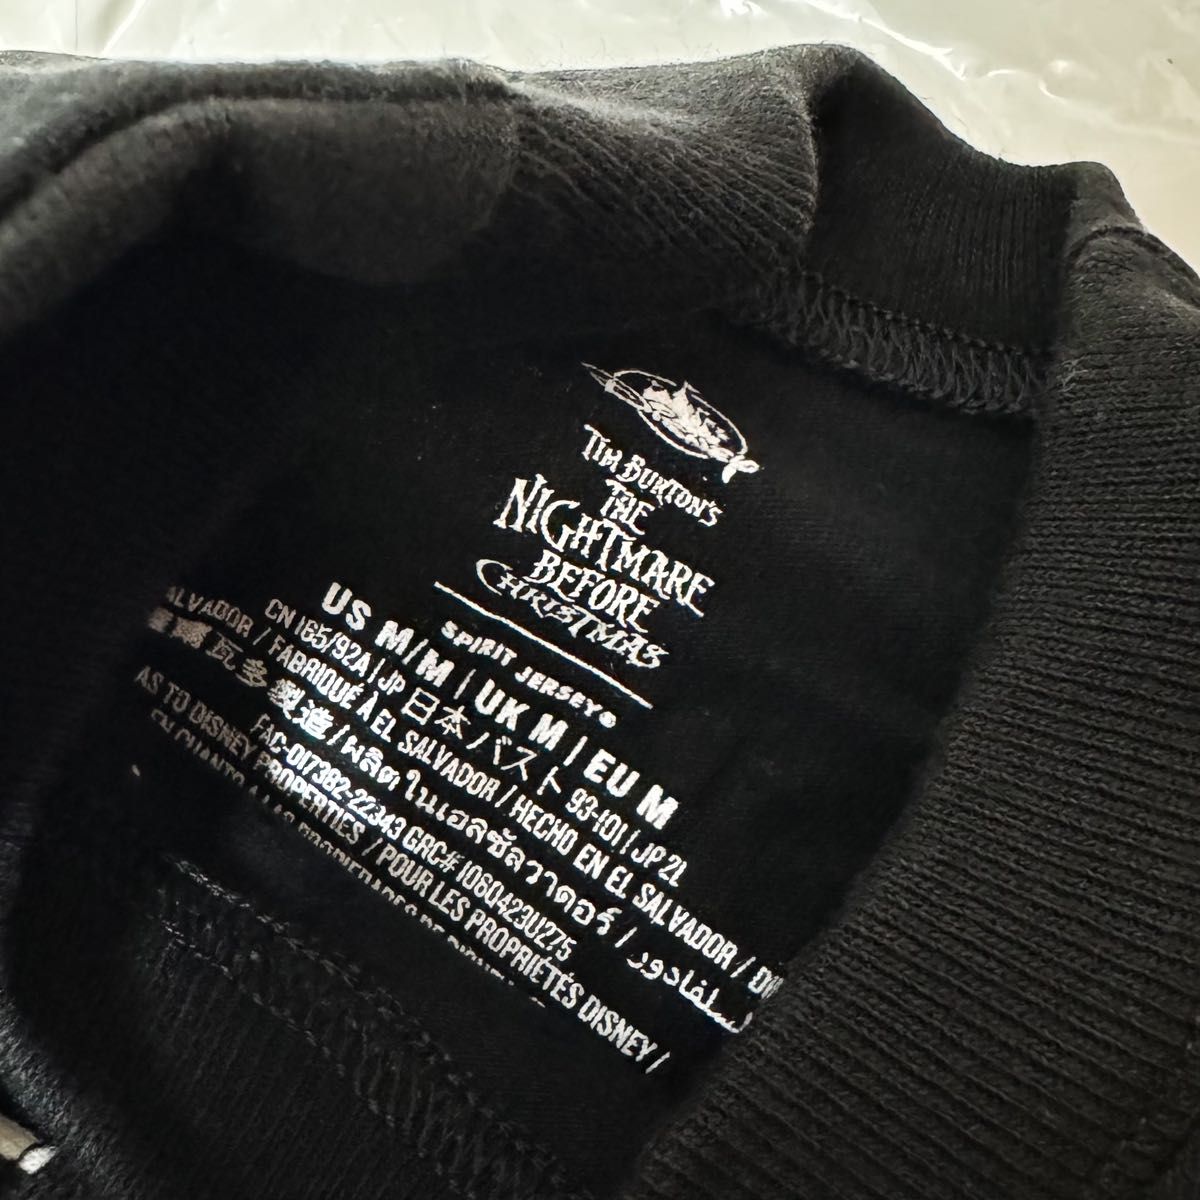 TIM BURTON'S
THE
NIGHTMARE
BEFORE
CHRISTMAS
SPIRIT JERSEY®
US M/M | UK M | EU M
CN 165/92A | JP 日本 バスト 93-101 | JP 2L
ALVADOR / FABRIQUÉ À EL SALVADOR / HECHO EN EL SALVADOR /
瓦多 製造 / ผลิตในเอลซัลวาดอร์ / السلفادور
FAC-017382-22343 GRC# 1060423U275
AS TO DISNEY PROPERTIES / POUR LES PROPRIÉTÉS DISNEY /